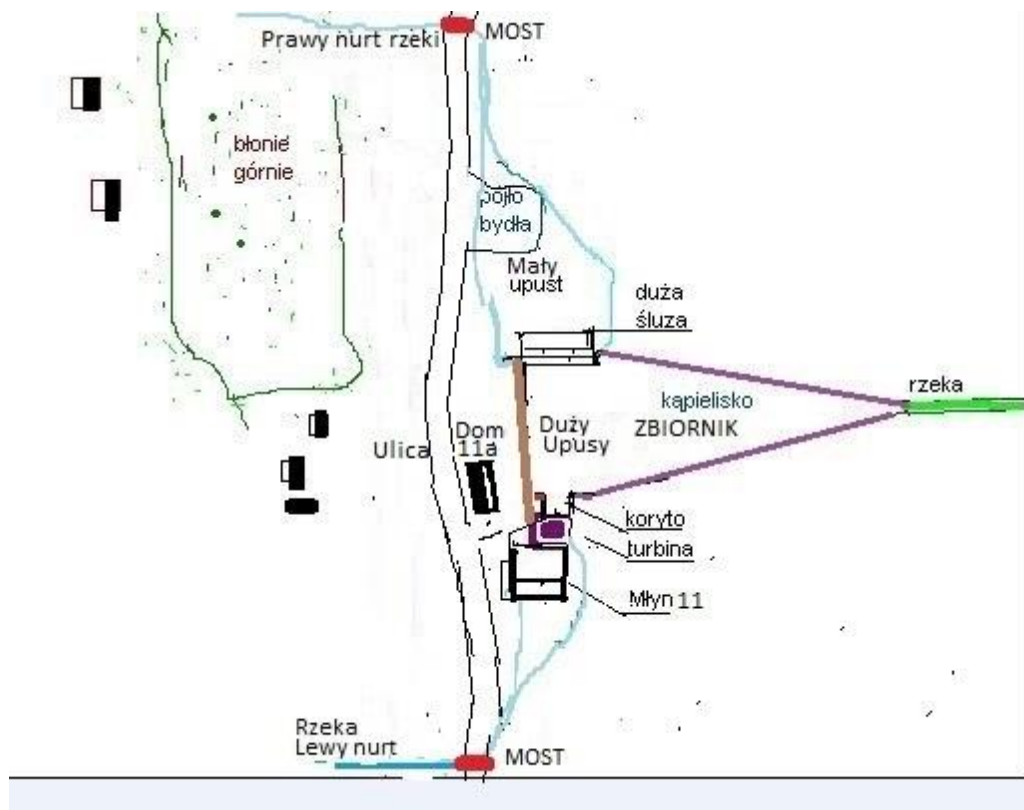 Prawy nurt rzeki
MOST
błonie
górnie
pojło
bydła
Mały
upust
duża
śluza
rzeka
kąpielisko
ZBIORNIK
Duży
Upusy
Dom
11a
Ulica
koryto
turbina
Młyn 11
Rzeka
Lewy nurt
MOST